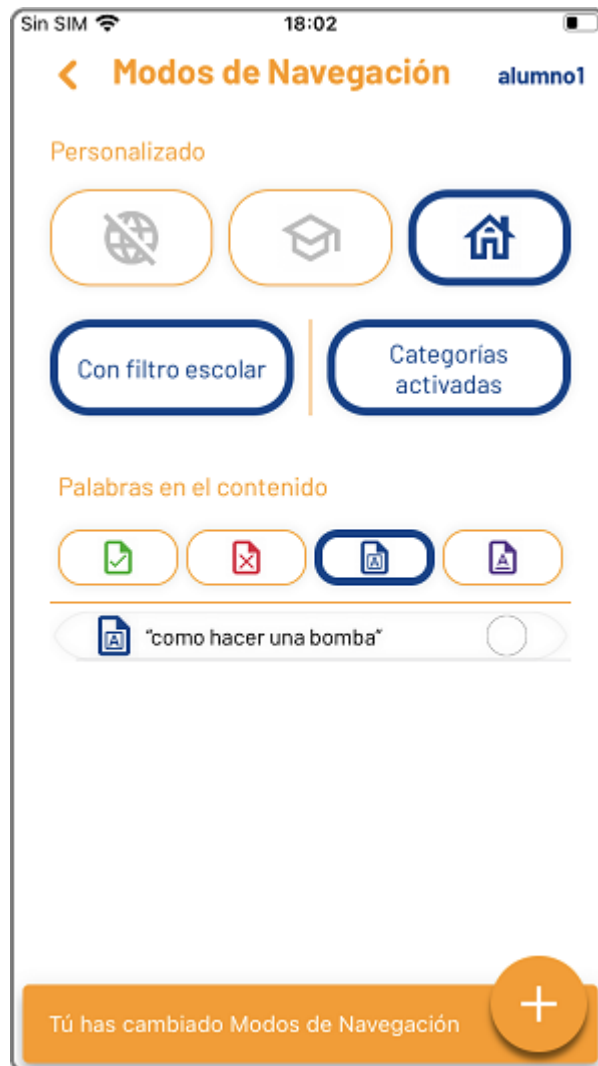 Sin SIM 18:02
Modos de Navegación alumno1
Personalizado
Con filtro escolar
Categorías
activadas
Palabras en el contenido
"como hacer una bomba"
Tú has cambiado Modos de Navegación